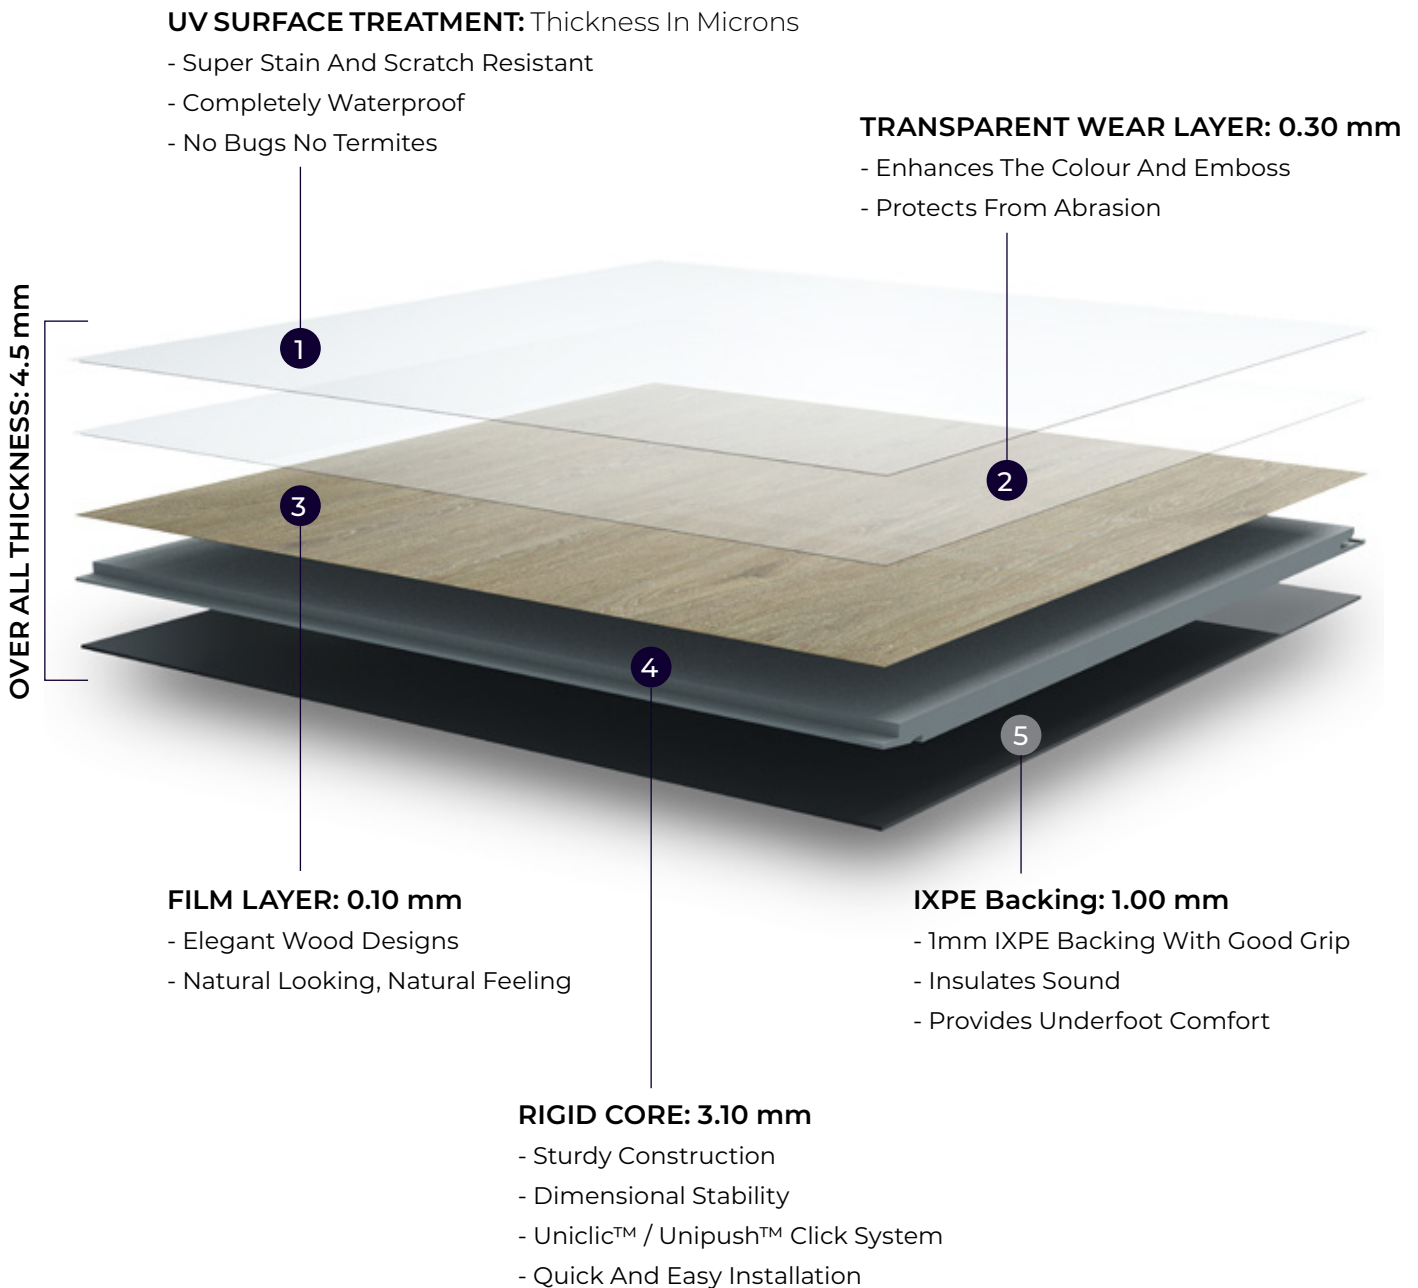 UV SURFACE TREATMENT: Thickness In Microns
- Super Stain And Scratch Resistant
- Completely Waterproof
- No Bugs No Termites
TRANSPARENT WEAR LAYER: 0.30 mm
- Enhances The Colour And Emboss
- Protects From Abrasion
OVER ALL THICKNESS: 4.5 mm
1
2
3
4
5
FILM LAYER: 0.10 mm
- Elegant Wood Designs
- Natural Looking, Natural Feeling
IXPE Backing: 1.00 mm
- 1mm IXPE Backing With Good Grip
- Insulates Sound
- Provides Underfoot Comfort
RIGID CORE: 3.10 mm
- Sturdy Construction
- Dimensional Stability
- Uniclic™ / Unipush™ Click System
- Quick And Easy Installation